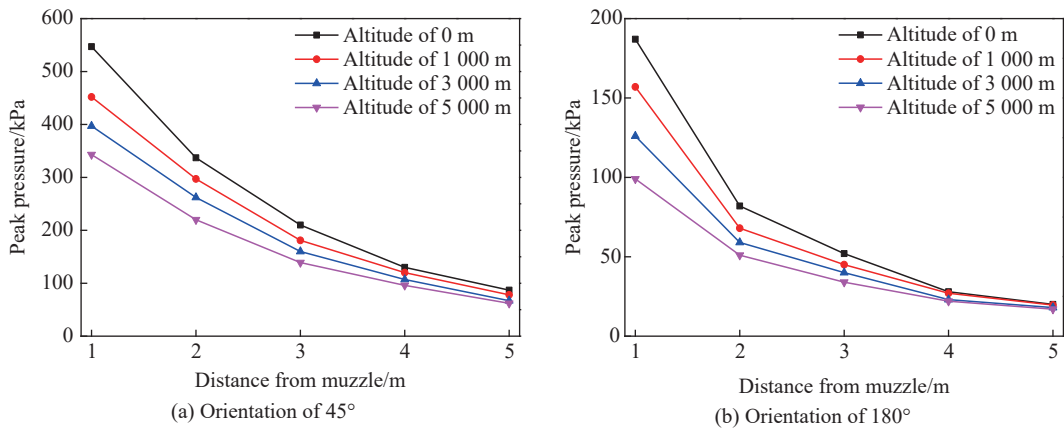 600
500
400
300
200
100
0
Peak pressure/kPa
Altitude of 0 m
Altitude of 1 000 m
Altitude of 3 000 m
Altitude of 5 000 m
1 2 3 4 5
Distance from muzzle/m
(a) Orientation of 45°
200
150
100
50
0
Peak pressure/kPa
Altitude of 0 m
Altitude of 1 000 m
Altitude of 3 000 m
Altitude of 5 000 m
1 2 3 4 5
Distance from muzzle/m
(b) Orientation of 180°